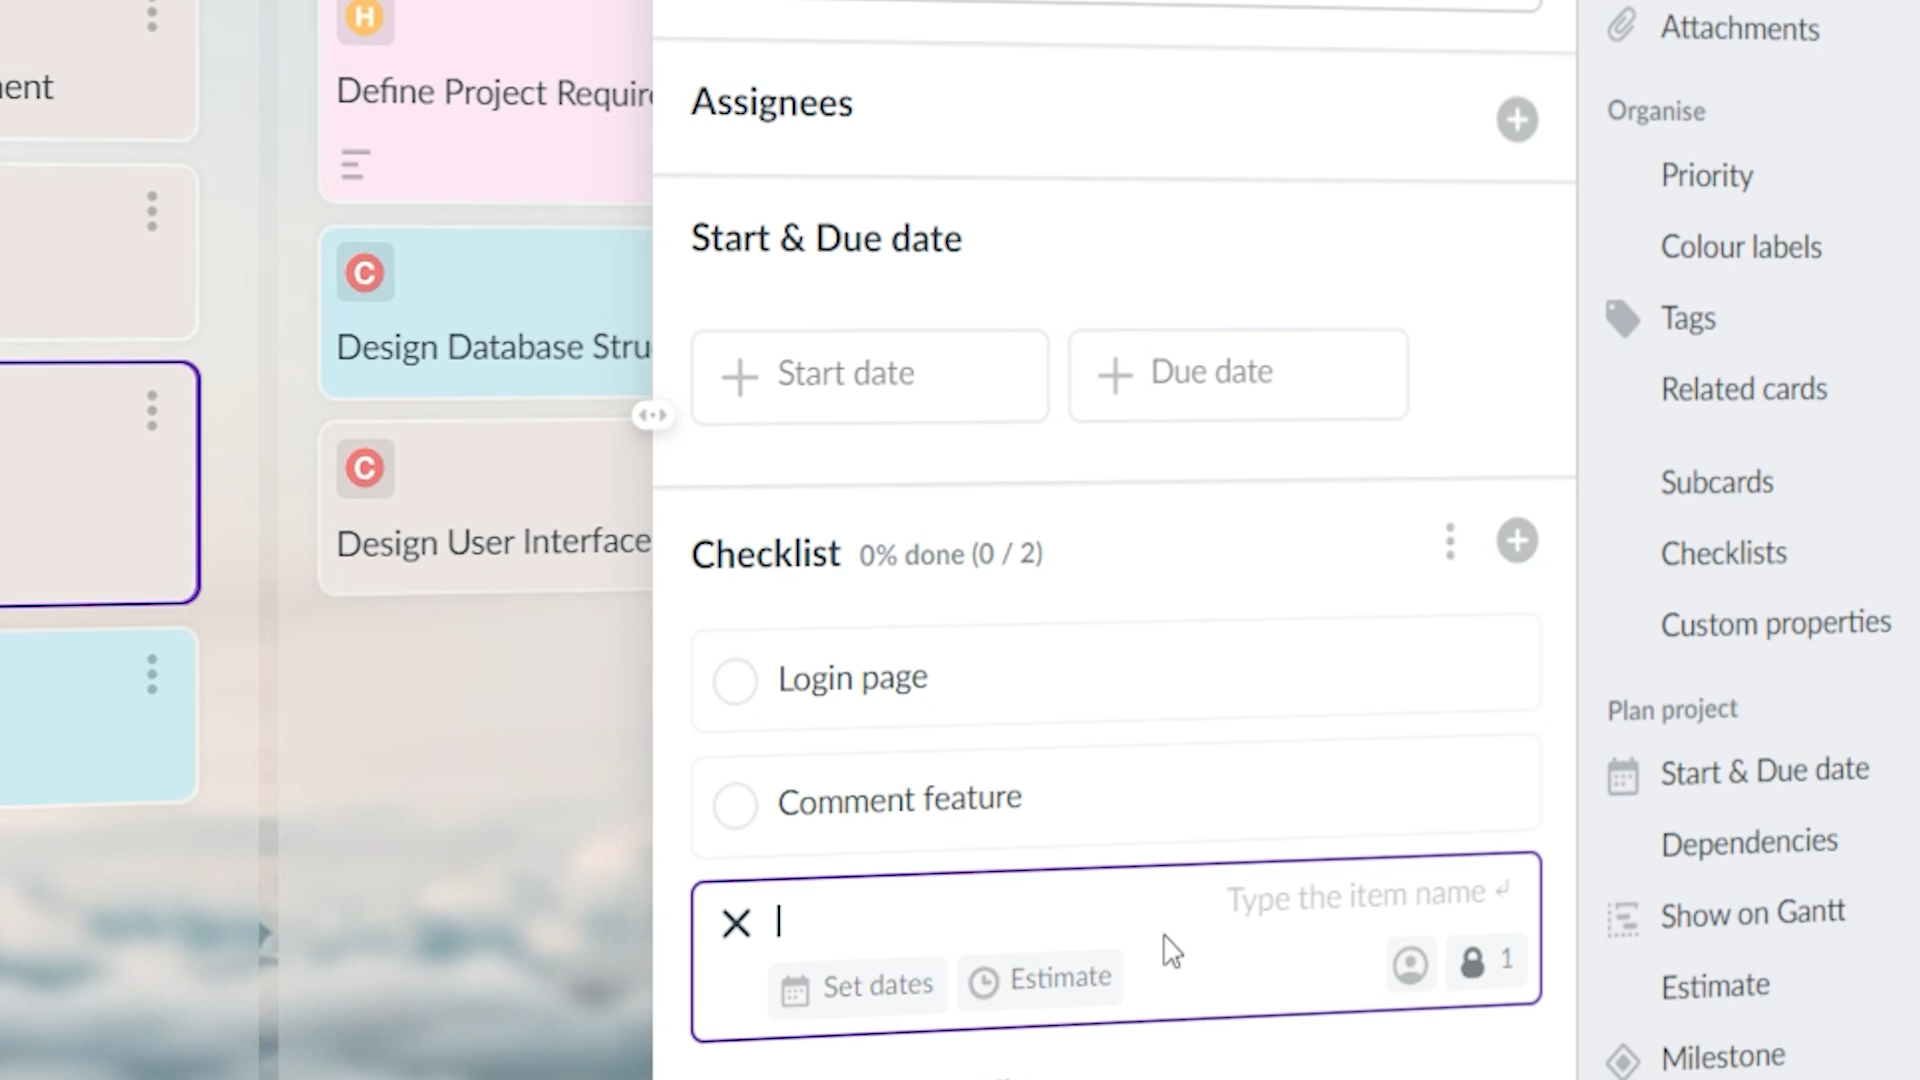 ent
H
Define Project Require
C
Design Database Stru
C
Design User Interface
Assignees
Start & Due date
Start date
Due date
Checklist 0% done (0 / 2)
Login page
Comment feature
Type the item name
Set dates
Estimate
1
Attachments
Organise
Priority
Colour labels
Tags
Related cards
Subcards
Checklists
Custom properties
Plan project
Start & Due date
Dependencies
Show on Gantt
Estimate
Milestone